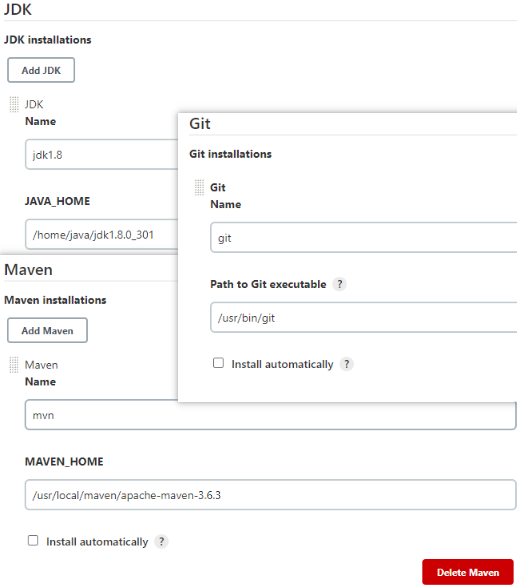 JDK
JDK installations
Add JDK
JDK
Name
jdk1.8
JAVA_HOME
/home/java/jdk1.8.0_301
Git
Git installations
Git
Name
git
Path to Git executable ?
/usr/bin/git
Install automatically ?
Maven
Maven installations
Add Maven
Maven
Name
mvn
MAVEN_HOME
/usr/local/maven/apache-maven-3.6.3
Install automatically ?
Delete Maven